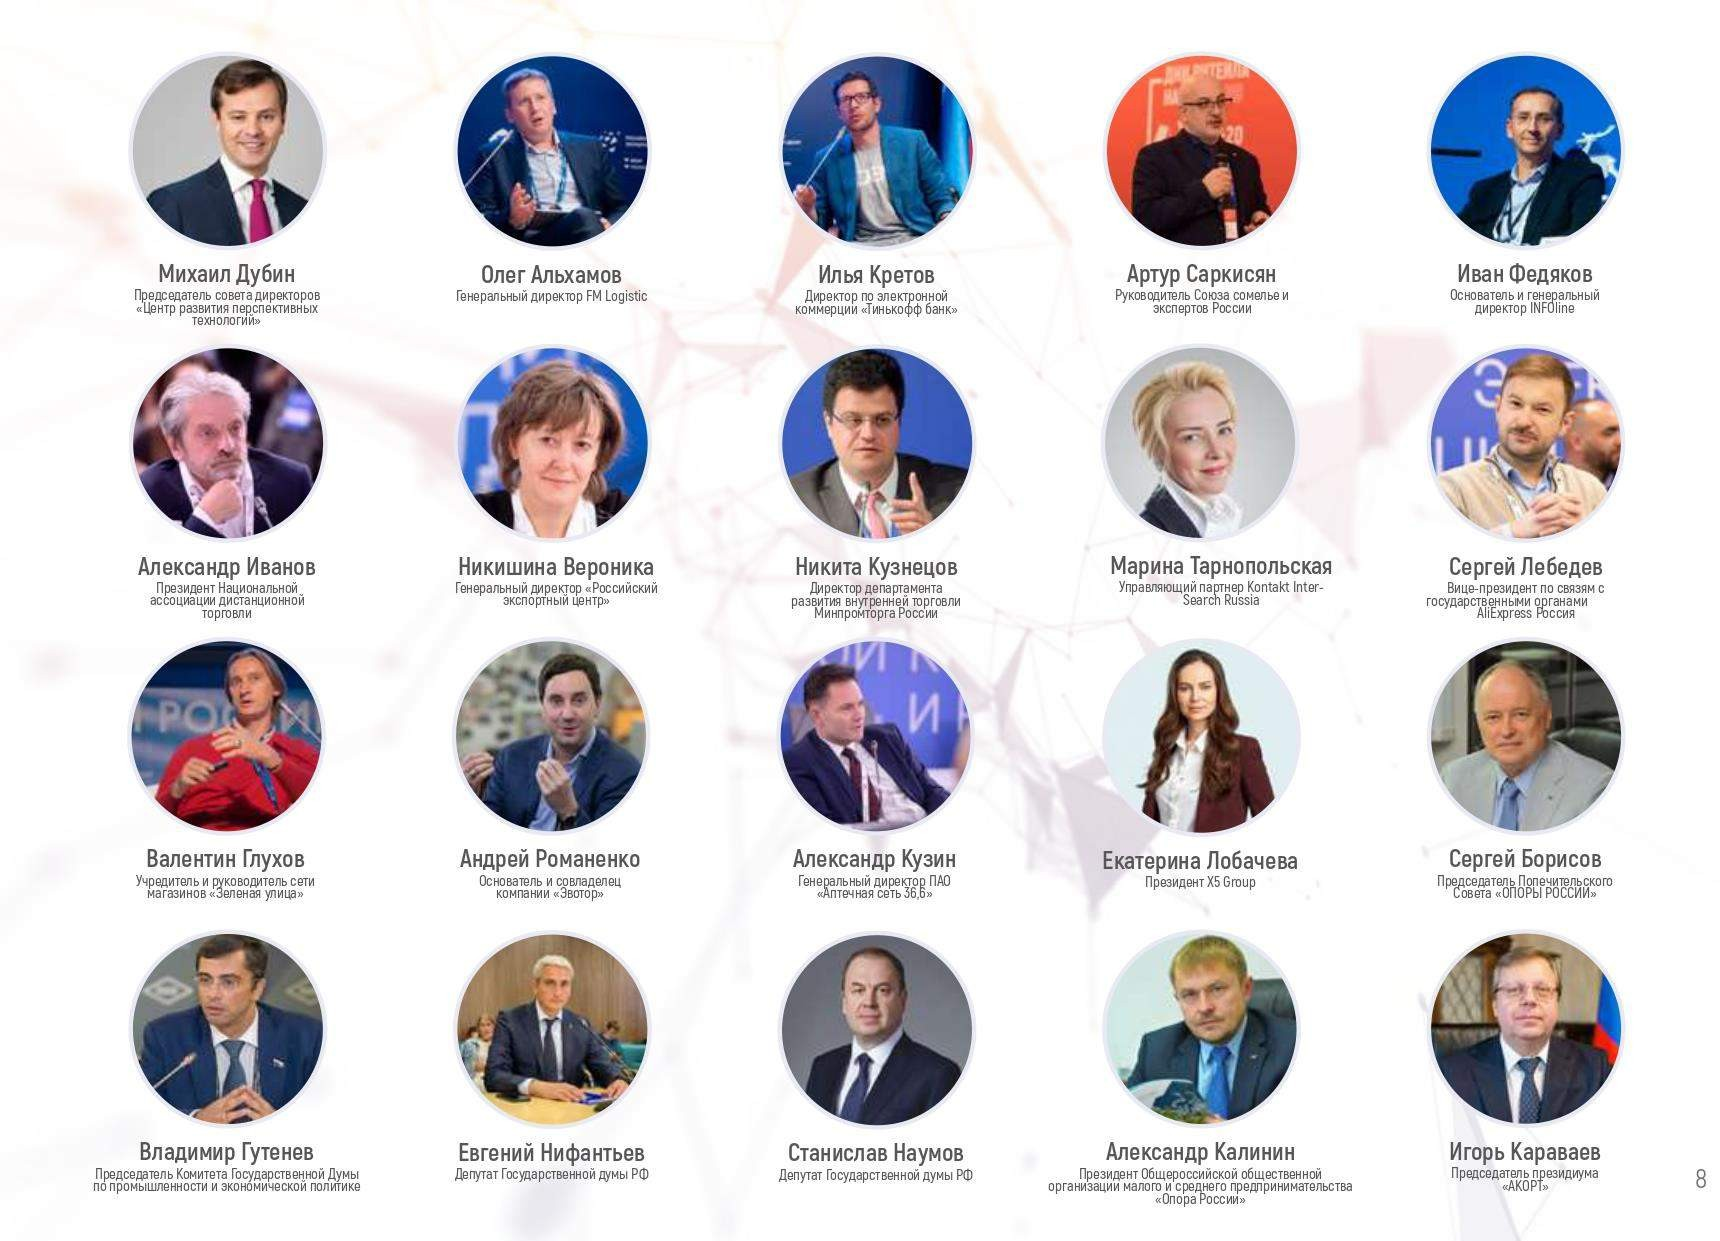 ДНК РИТЕЙЛА
Михаил Дубин
Председатель совета директоров
«Центр развития перспективных
технологий»
Олег Альхамов
Генеральный директор FM Logistic
Илья Кретов
Директор по электронной
коммерции «Тинькофф банк»
Артур Саркисян
Руководитель Союза сомелье и
экспертов России
Иван Федяков
Основатель и генеральный
директор INFOline
Александр Иванов
Президент Национальной
ассоциации дистанционной
торговли
Никишина Вероника
Генеральный директор «Российский
экспортный центр»
Никита Кузнецов
Директор департамента
развития внутренней торговли
Минпромторга России
Марина Тарнопольская
Управляющий партнер Kontakt Inter-
Search Russia
Сергей Лебедев
Вице-президент по связям с
государственными органами
AliExpress Россия
Валентин Глухов
Учредитель и руководитель сети
магазинов «Зеленая улица»
Андрей Романенко
Основатель и совладелец
компании «Эвотор»
Александр Кузин
Генеральный директор ПАО
«Аптечная сеть 36,6»
Екатерина Лобачева
Президент X5 Group
Сергей Борисов
Председатель Попечительского
Совета «ОПОРЫ РОССИИ»
Владимир Гутенев
Председатель Комитета Государственной Думы
по промышленности и экономической политике
Евгений Нифантьев
Депутат Государственной думы РФ
Станислав Наумов
Депутат Государственной думы РФ
Александр Калинин
Президент Общероссийской общественной
организации малого и среднего предпринимательства
«Опора России»
Игорь Караваев
Председатель президиума
«АКОРТ»
8